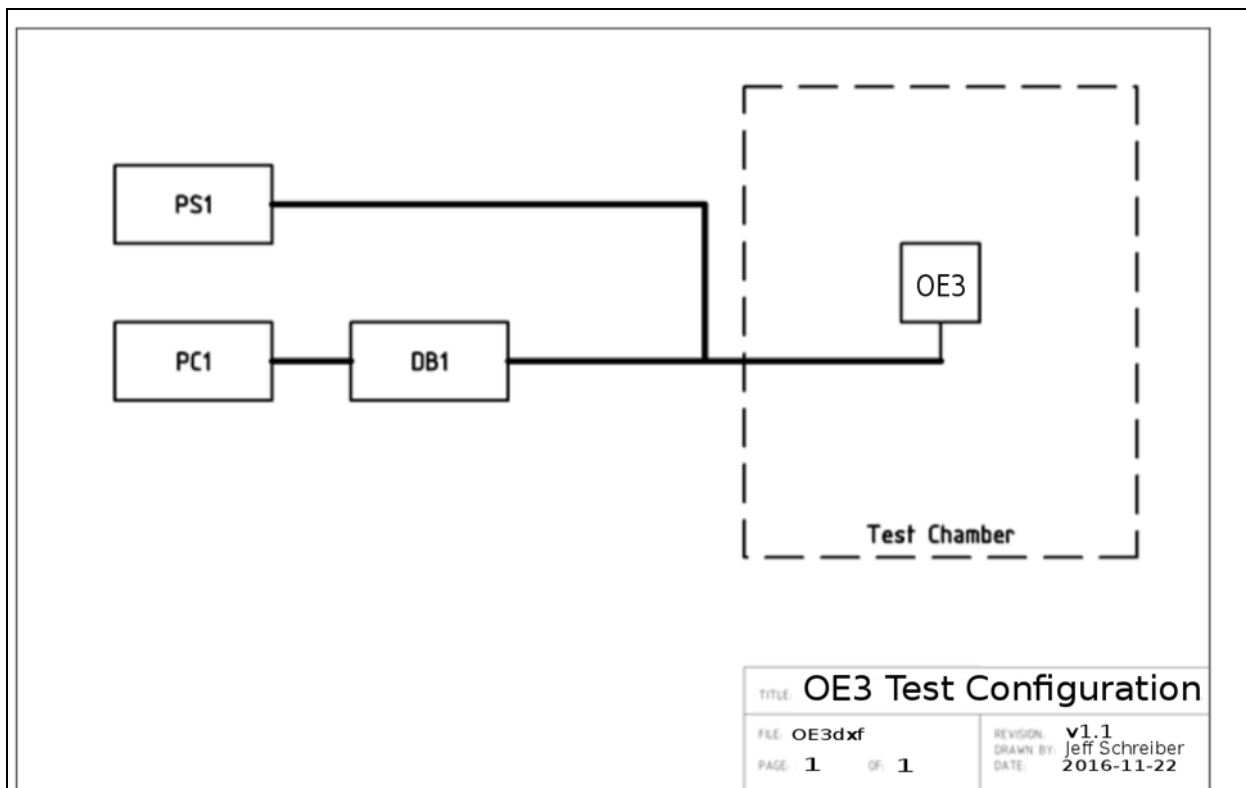 PS1
OE3
PC1
DB1
Test Chamber
TITLE: OE3 Test Configuration
FILE: OE3dxf
REVISION: v1.1
DRAWN BY: Jeff Schreiber
PAGE: 1 OF: 1
DATE: 2016-11-22